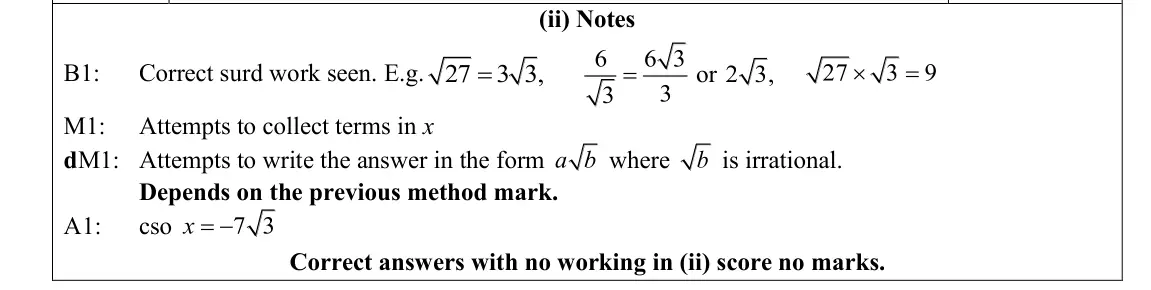 (ii) Notes
B1: Correct surd work seen. E.g. √27 = 3√3, 6/√3 = 6√3/3 or 2√3, √27 × √3 = 9
M1: Attempts to collect terms in x
dM1: Attempts to write the answer in the form a√b where √b is irrational.
Depends on the previous method mark.
A1: cso x = −7√3
Correct answers with no working in (ii) score no marks.